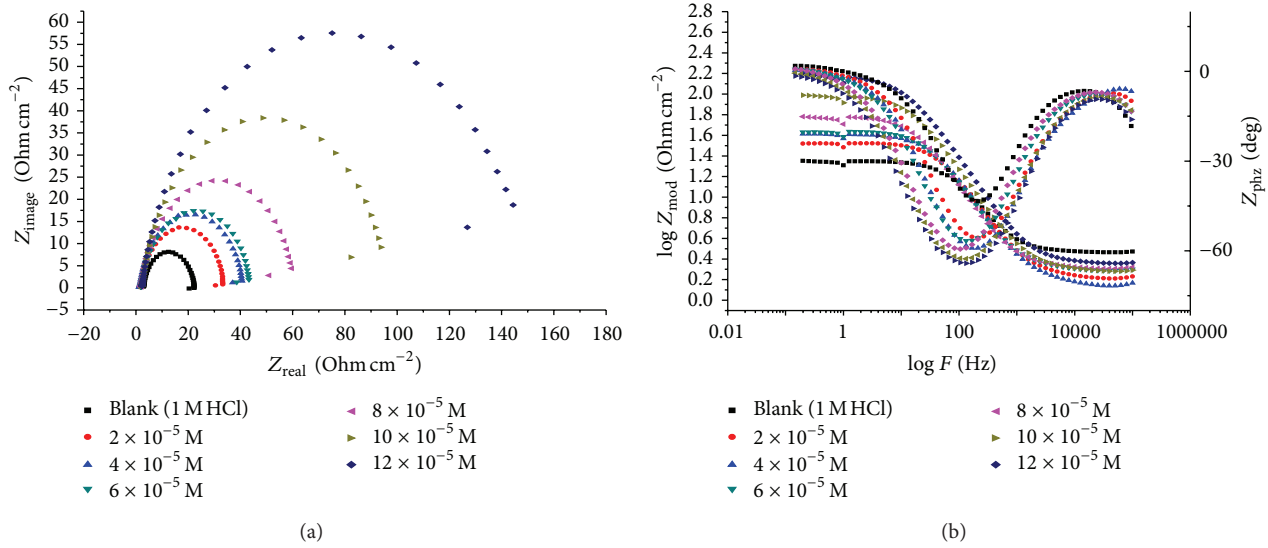 60
55
50
45
40
35
30
25
20
15
10
5
0
−5
Z_image (Ohm cm⁻²)
−20 0 20 40 60 80 100 120 140 160 180
Z_real (Ohm cm⁻²)
Blank (1 M HCl)
2 × 10⁻⁵ M
4 × 10⁻⁵ M
6 × 10⁻⁵ M
8 × 10⁻⁵ M
10 × 10⁻⁵ M
12 × 10⁻⁵ M
(a)
2.8
2.6
2.4
2.2
2.0
1.8
1.6
1.4
1.2
1.0
0.8
0.6
0.4
0.2
0.0
log Z_mod (Ohm cm⁻²)
0
−30
−60
Z_phz (deg)
0.01 1 100 10000 1000000
log F (Hz)
Blank (1 M HCl)
2 × 10⁻⁵ M
4 × 10⁻⁵ M
6 × 10⁻⁵ M
8 × 10⁻⁵ M
10 × 10⁻⁵ M
12 × 10⁻⁵ M
(b)